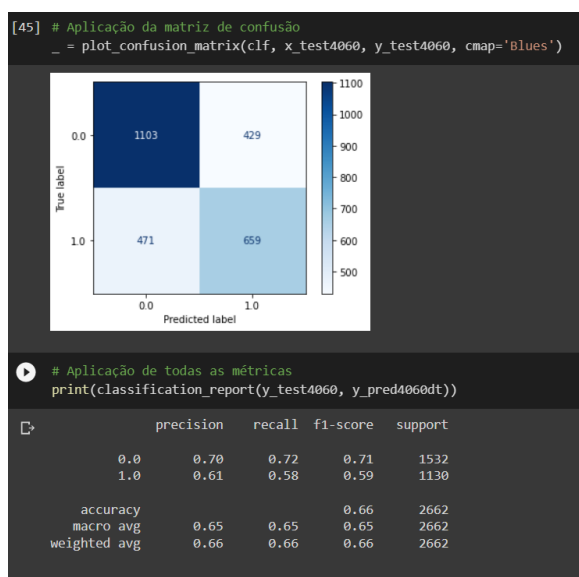 [45] # Aplicação da matriz de confusão
_ = plot_confusion_matrix(clf, x_test4060, y_test4060, cmap='Blues')
1100
1000
900
800
700
600
500
True label
0.0 1103 429
1.0 471 659
0.0 1.0
Predicted label
# Aplicação de todas as métricas
print(classification_report(y_test4060, y_pred4060dt))
precision recall f1-score support
0.0 0.70 0.72 0.71 1532
1.0 0.61 0.58 0.59 1130
accuracy 0.66 2662
macro avg 0.65 0.65 0.65 2662
weighted avg 0.66 0.66 0.66 2662